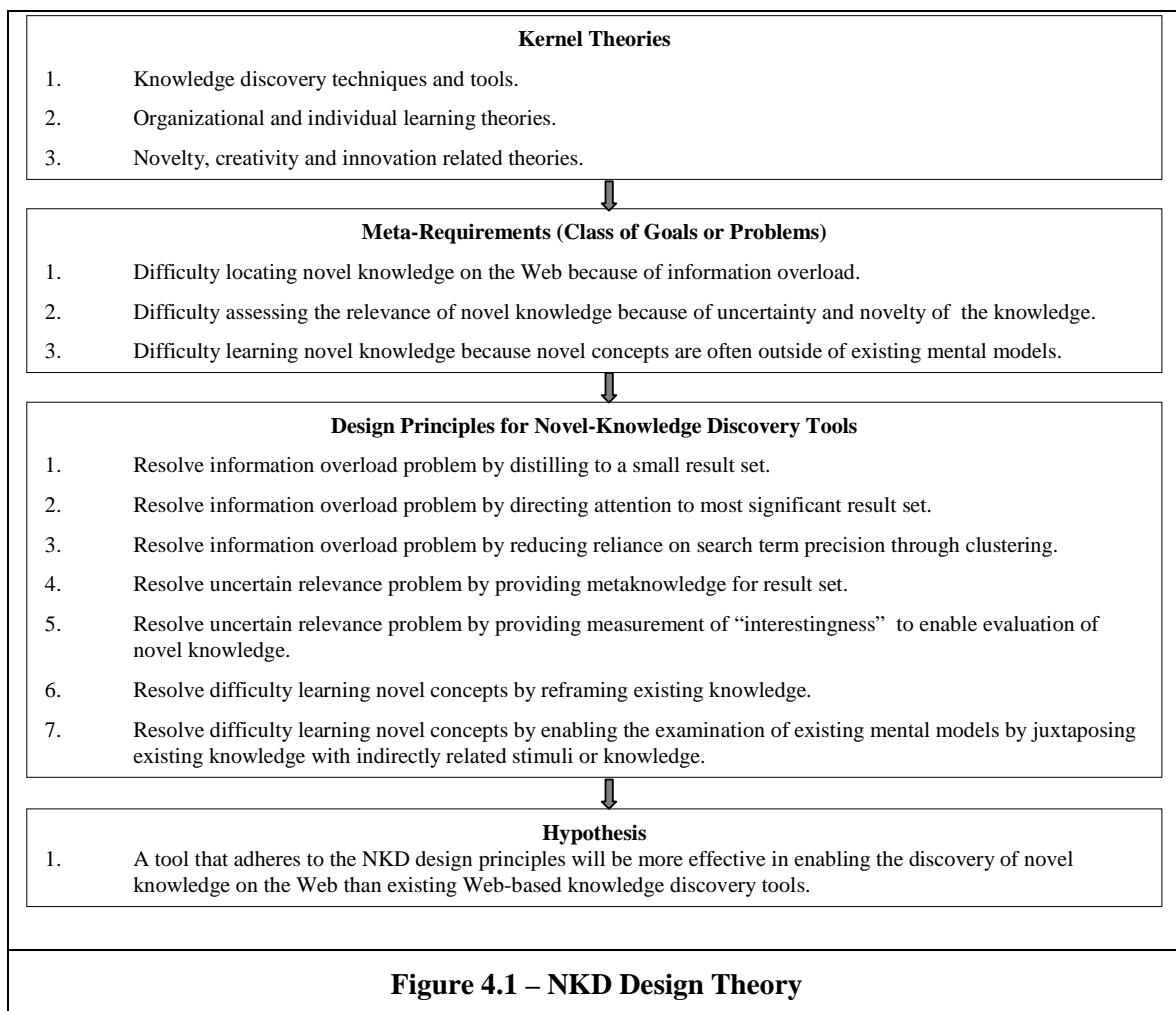 Kernel Theories
1. Knowledge discovery techniques and tools.
2. Organizational and individual learning theories.
3. Novelty, creativity and innovation related theories.
Meta-Requirements (Class of Goals or Problems)
1. Difficulty locating novel knowledge on the Web because of information overload.
2. Difficulty assessing the relevance of novel knowledge because of uncertainty and novelty of the knowledge.
3. Difficulty learning novel knowledge because novel concepts are often outside of existing mental models.
Design Principles for Novel-Knowledge Discovery Tools
1. Resolve information overload problem by distilling to a small result set.
2. Resolve information overload problem by directing attention to most significant result set.
3. Resolve information overload problem by reducing reliance on search term precision through clustering.
4. Resolve uncertain relevance problem by providing metaknowledge for result set.
5. Resolve uncertain relevance problem by providing measurement of “interestingness” to enable evaluation of
novel knowledge.
6. Resolve difficulty learning novel concepts by reframing existing knowledge.
7. Resolve difficulty learning novel concepts by enabling the examination of existing mental models by juxtaposing
existing knowledge with indirectly related stimuli or knowledge.
Hypothesis
1. A tool that adheres to the NKD design principles will be more effective in enabling the discovery of novel
knowledge on the Web than existing Web-based knowledge discovery tools.
Figure 4.1 – NKD Design Theory